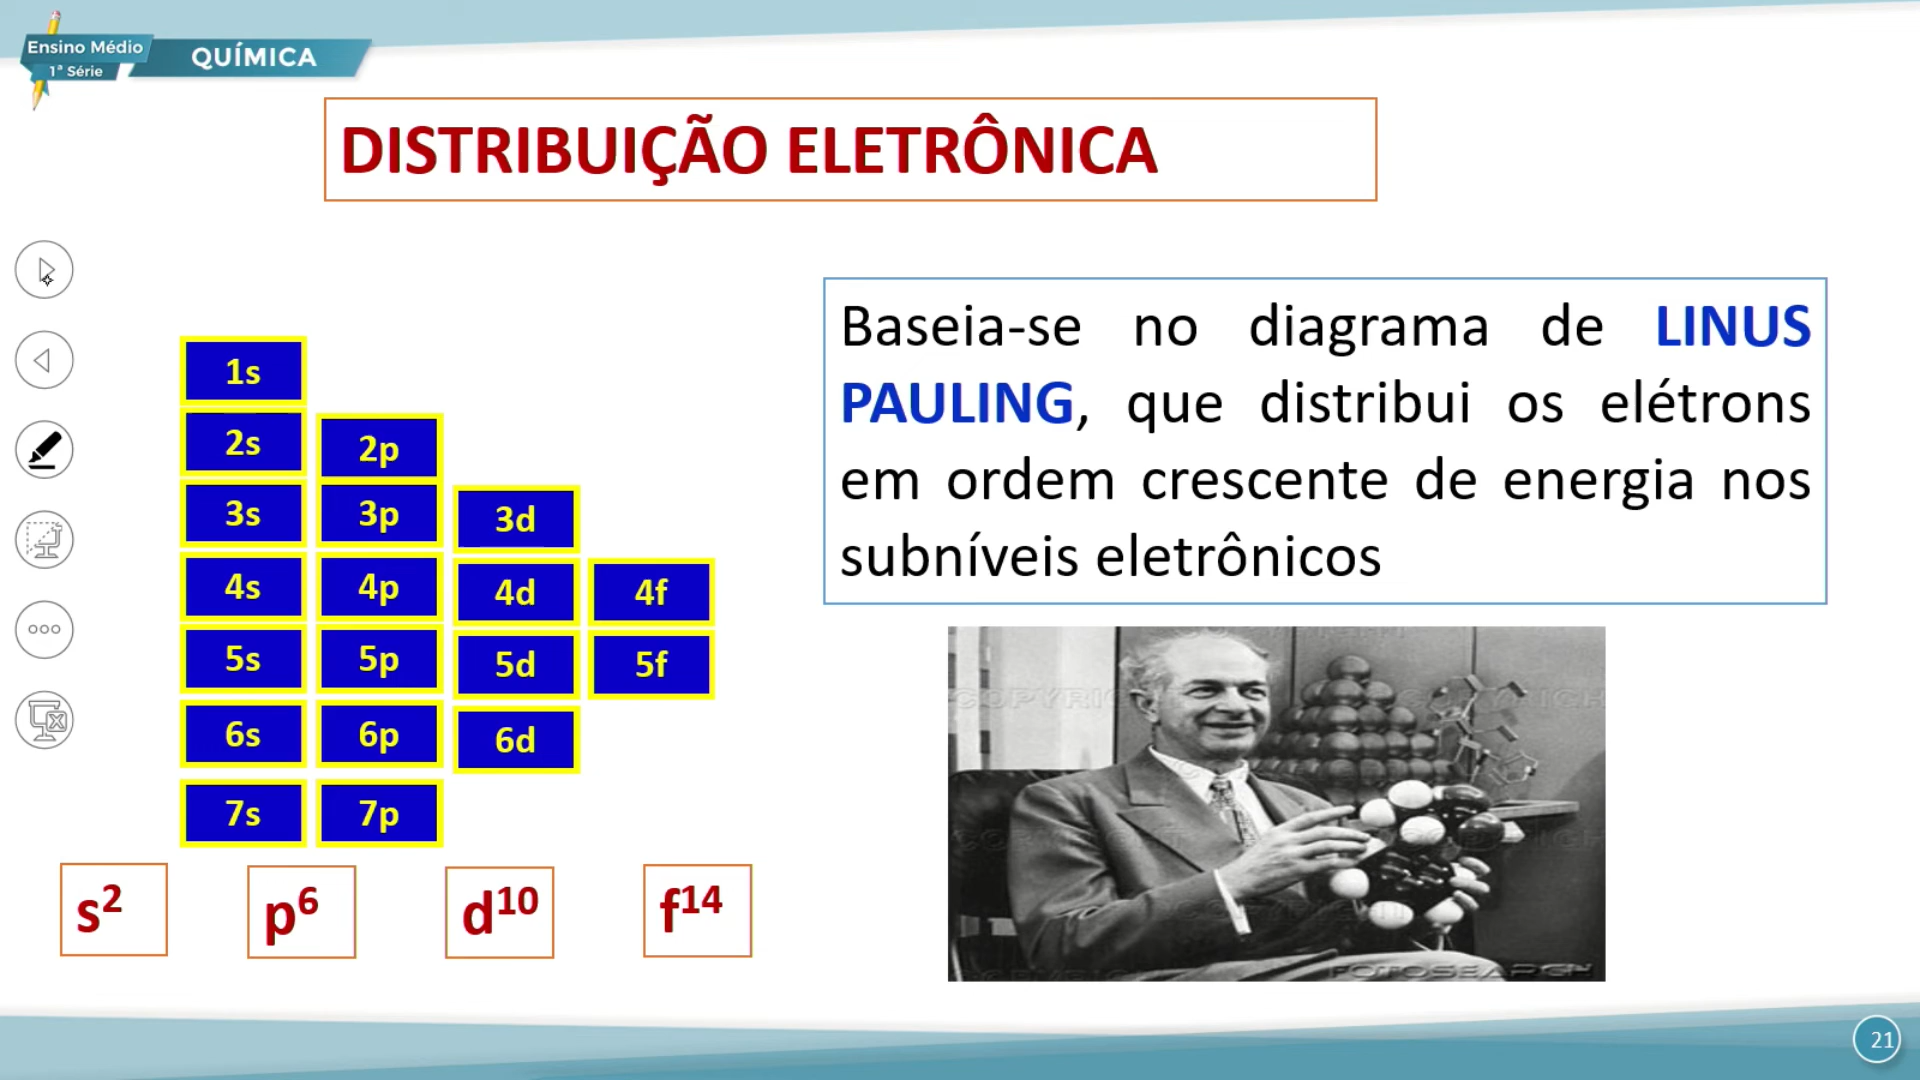 Ensino Médio
1ª Série
QUÍMICA
DISTRIBUIÇÃO ELETRÔNICA
1s
2s 2p
3s 3p 3d
4s 4p 4d 4f
5s 5p 5d 5f
6s 6p 6d
7s 7p
s² p⁶ d¹⁰ f¹⁴
Baseia-se no diagrama de LINUS
PAULING, que distribui os elétrons
em ordem crescente de energia nos
subníveis eletrônicos
FOTOSEARCH
21